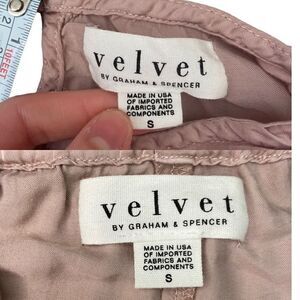 10FEET
velvet
BY GRAHAM & SPENCER
MADE IN USA
OF IMPORTED
FABRICS AND
COMPONENTS
S
velvet
BY GRAHAM & SPENCER
MADE IN USA
OF IMPORTED
FABRICS AND
COMPONENTS
S